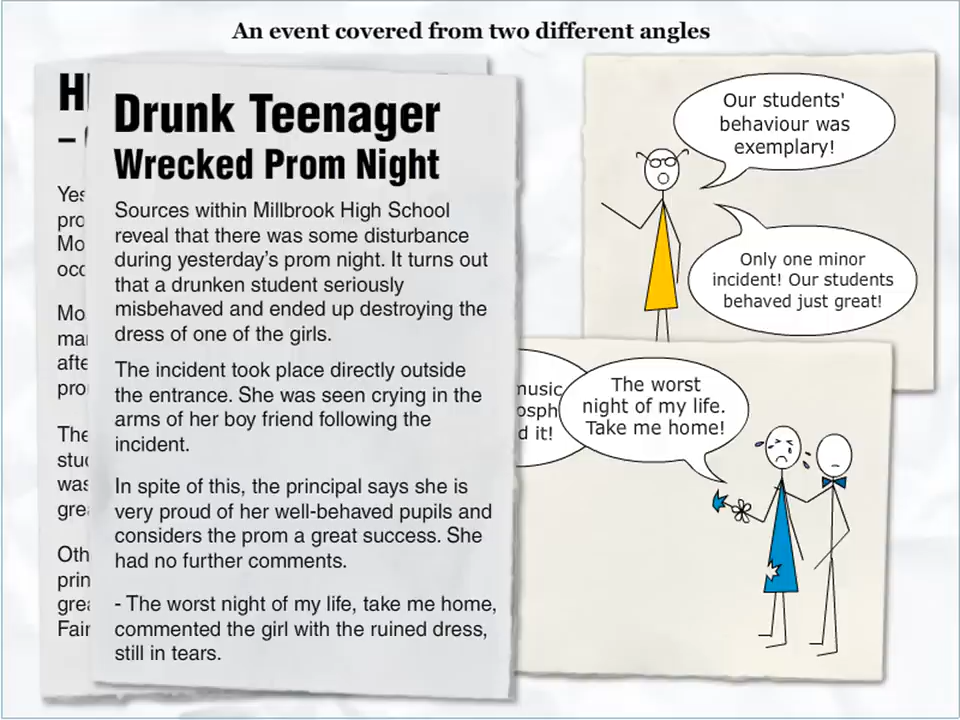 An event covered from two different angles
Drunk Teenager
Wrecked Prom Night
Sources within Millbrook High School
reveal that there was some disturbance
during yesterday's prom night. It turns out
that a drunken student seriously
misbehaved and ended up destroying the
dress of one of the girls.
The incident took place directly outside
the entrance. She was seen crying in the
arms of her boy friend following the
incident.
In spite of this, the principal says she is
very proud of her well-behaved pupils and
considers the prom a great success. She
had no further comments.
- The worst night of my life, take me home,
commented the girl with the ruined dress,
still in tears.
Our students'
behaviour was
exemplary!
Only one minor
incident! Our students
behaved just great!
music
d it!
The worst
night of my life.
Take me home!